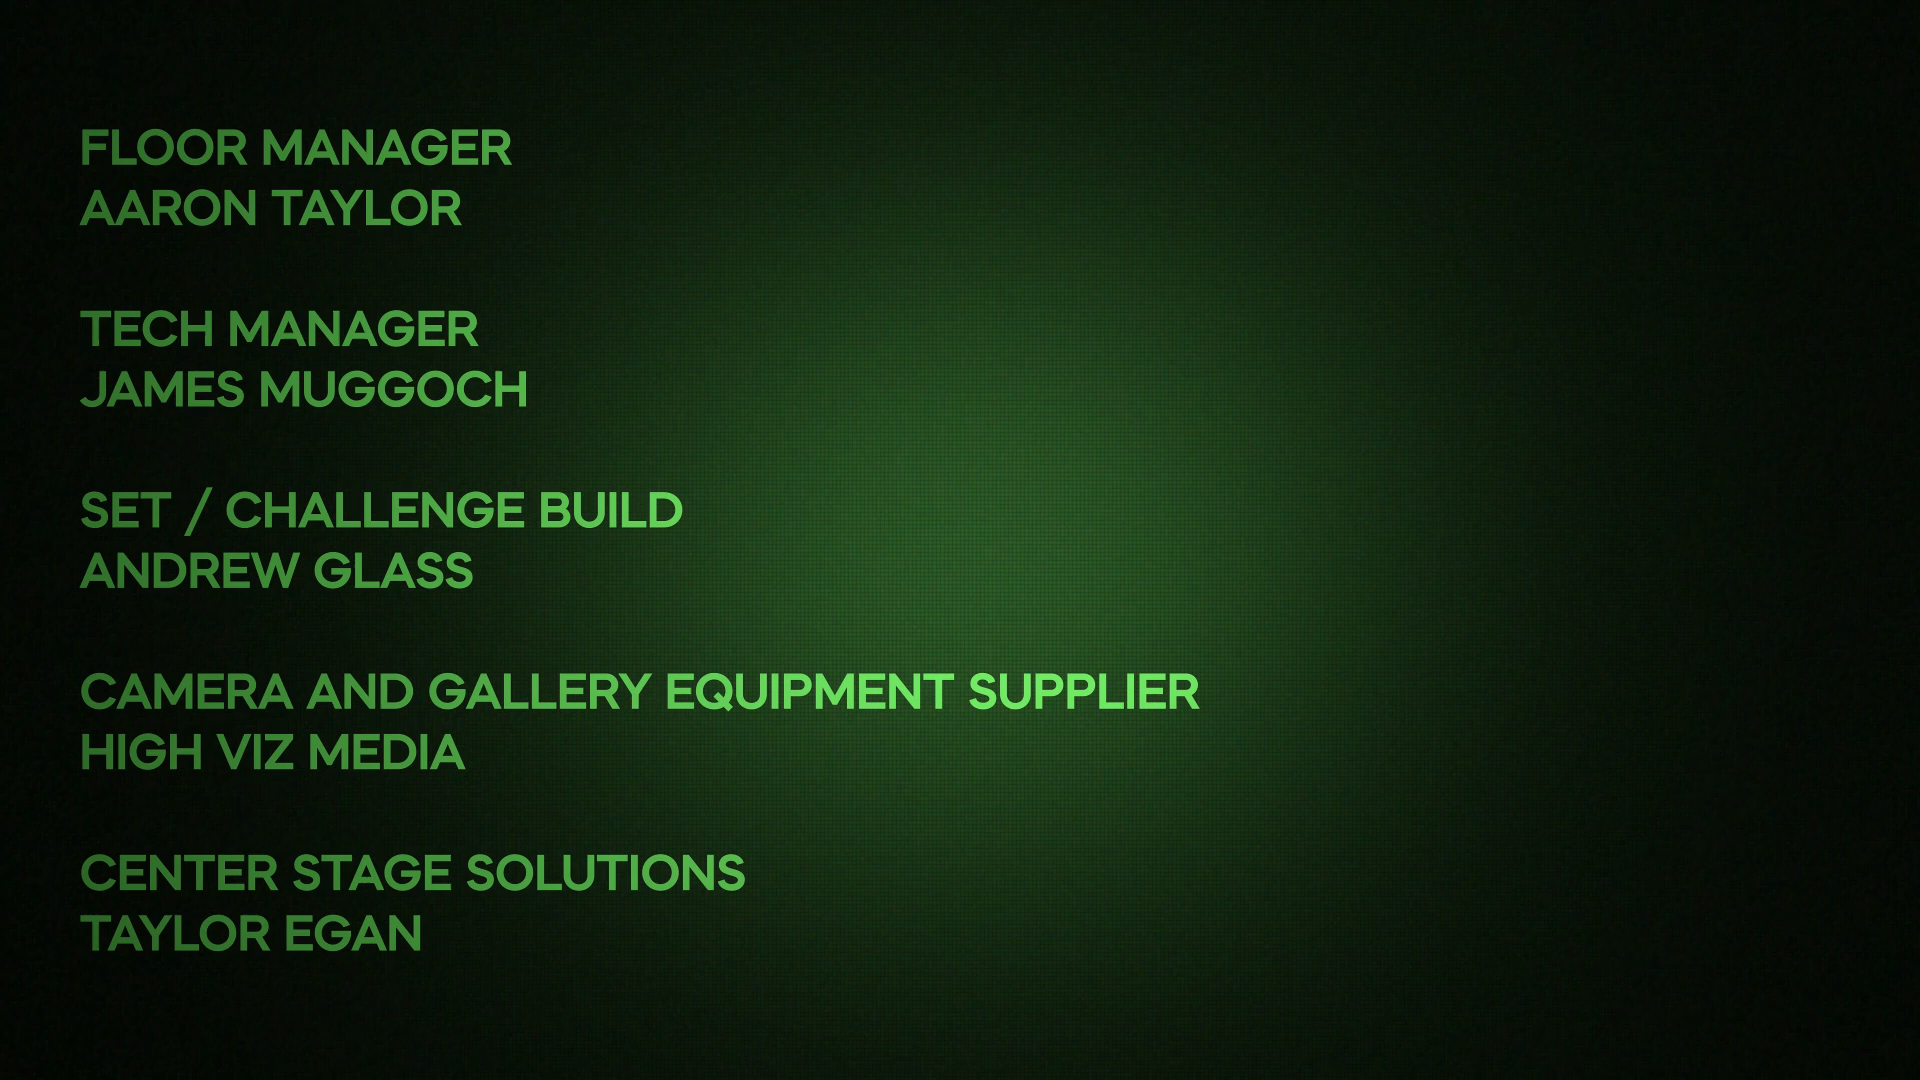 FLOOR MANAGER
AARON TAYLOR
TECH MANAGER
JAMES MUGGOCH
SET / CHALLENGE BUILD
ANDREW GLASS
CAMERA AND GALLERY EQUIPMENT SUPPLIER
HIGH VIZ MEDIA
CENTER STAGE SOLUTIONS
TAYLOR EGAN